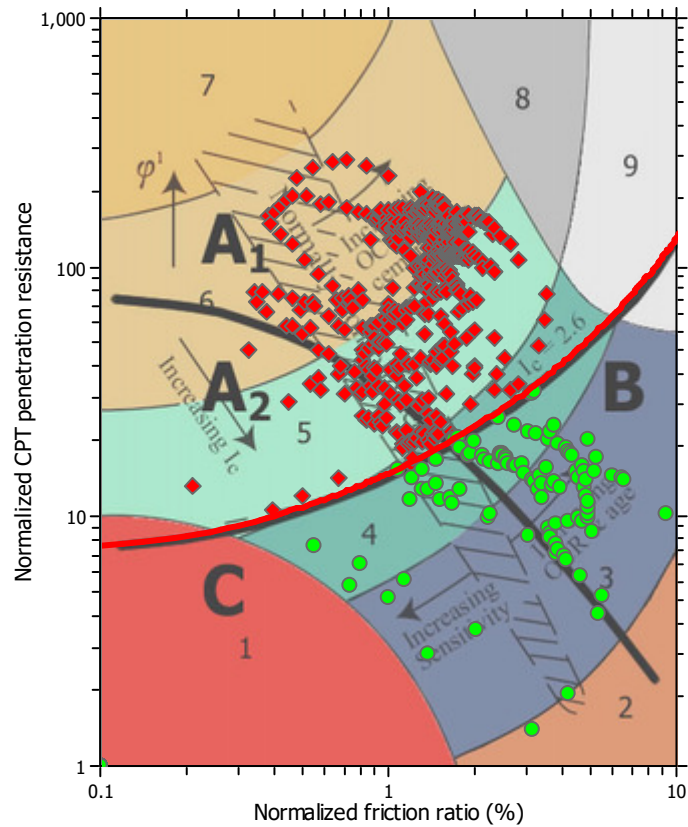 1,000
7
8
9
φ'
Normally
Increasing
OCR
cementation
A1
6
100
Increasing Ic
A2
5
Ic = 2.6
B
10
4
Increasing
OCR & age
3
C
Increasing
Sensitivity
1
2
1
0.1
1
10
Normalized CPT penetration resistance
Normalized friction ratio (%)